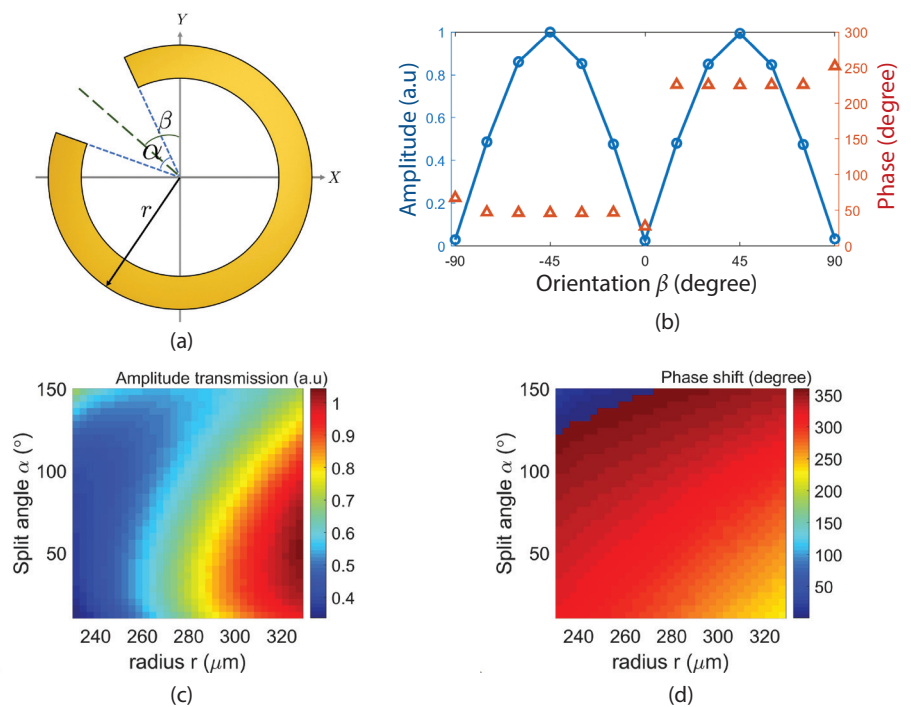 Y
β
α
X
r
(a)
Amplitude (a.u)
1
0.8
0.6
0.4
0.2
0
300
250
200
150
100
50
0
Phase (degree)
-90
-45
0
45
90
Orientation β (degree)
(b)
Amplitude transmission (a.u)
Split angle α (°)
150
100
50
240 260 280 300 320
radius r (μm)
1
0.9
0.8
0.7
0.6
0.5
0.4
(c)
Phase shift (degree)
Split angle α (°)
150
100
50
240 260 280 300 320
radius r (μm)
350
300
250
200
150
100
50
(d)